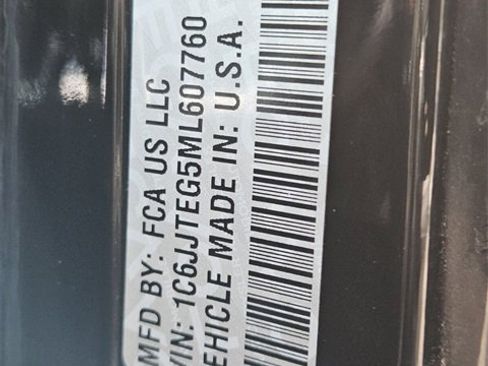 MFD BY: FCA US LLC
VIN: 1C6JJTEG5ML607760
VEHICLE MADE IN: U.S.A.